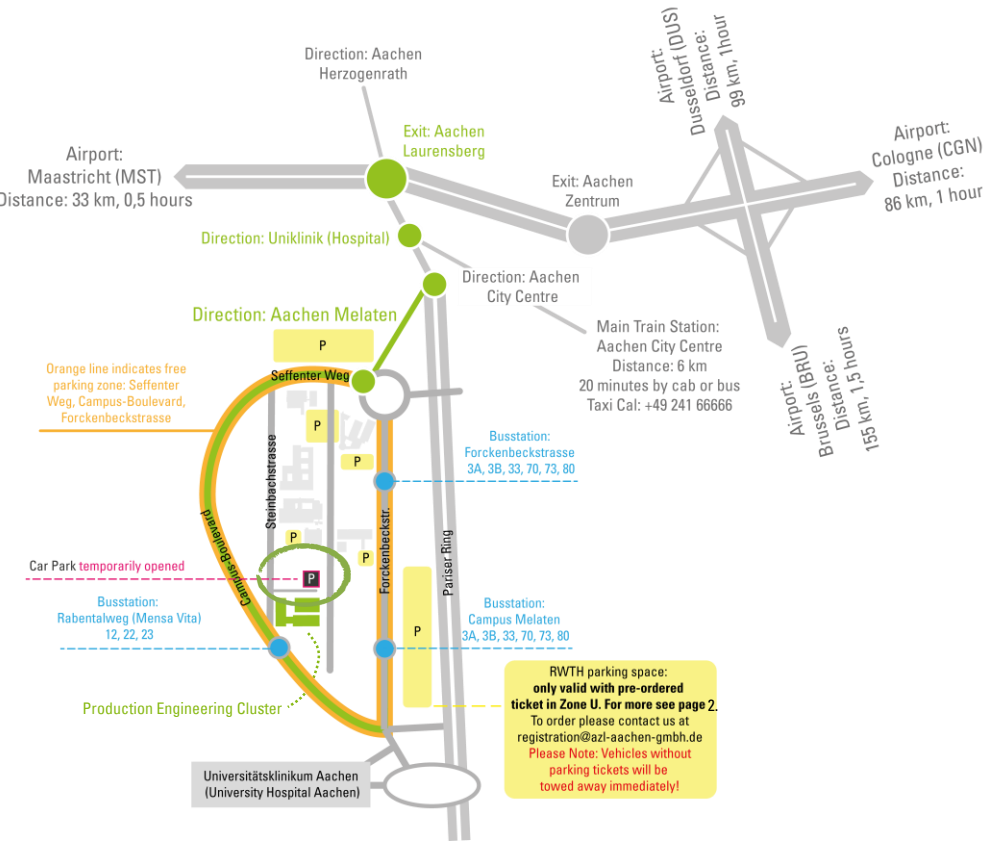 Direction: Aachen
Herzogenrath
Airport:
Dusseldorf (DUS)
Distance:
99 km, 1hour
Exit: Aachen
Laurensberg
Airport:
Cologne (CGN)
Distance:
86 km, 1 hour
Airport:
Maastricht (MST)
Distance: 33 km, 0,5 hours
Exit: Aachen
Zentrum
Direction: Uniklinik (Hospital)
Direction: Aachen
City Centre
Direction: Aachen Melaten
Main Train Station:
Aachen City Centre
Distance: 6 km
20 minutes by cab or bus
Taxi Cal: +49 241 66666
Airport:
Brussels (BRU)
Distance:
155 km, 1,5 hours
P
Seffenter Weg
Orange line indicates free
parking zone: Seffenter
Weg, Campus-Boulevard,
Forckenbeckstrasse
P
P
Busstation:
Forckenbeckstrasse
3A, 3B, 33, 70, 73, 80
Steinbachstrasse
Campus-Boulevard
Forckenbeckstr.
Pariser Ring
P
P
Car Park temporarily opened
P
Busstation:
Rabentalweg (Mensa Vita)
12, 22, 23
Busstation:
Campus Melaten
3A, 3B, 33, 70, 73, 80
P
Production Engineering Cluster
RWTH parking space:
only valid with pre-ordered
ticket in Zone U. For more see page 2.
To order please contact us at
registration@azl-aachen-gmbh.de
Please Note: Vehicles without
parking tickets will be
towed away immediately!
Universitätsklinikum Aachen
(University Hospital Aachen)